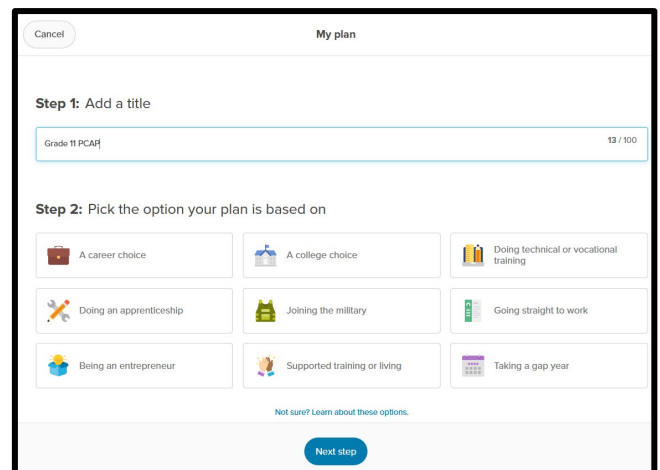 Cancel
My plan
Step 1: Add a title
Grade 11 PCAP
13 / 100
Step 2: Pick the option your plan is based on
A career choice
A college choice
Doing technical or vocational
training
Doing an apprenticeship
Joining the military
Going straight to work
Being an entrepreneur
Supported training or living
Taking a gap year
Not sure? Learn about these options.
Next step